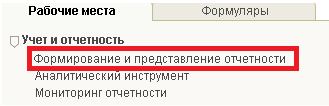 Рабочие места Формуляры
Учет и отчетность
Формирование и представление отчетности
Аналитический инструмент
Мониторинг отчетности